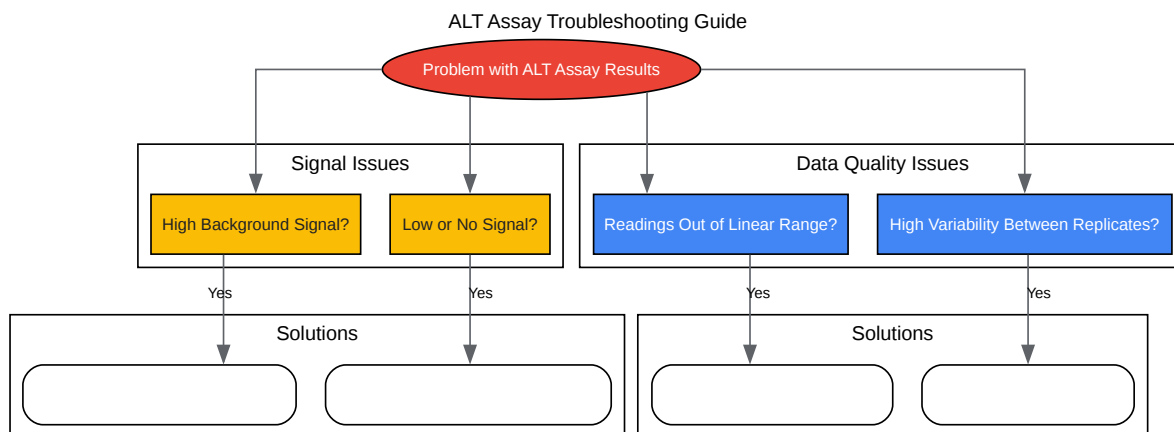 ALT Assay Troubleshooting Guide
Problem with ALT Assay Results
Signal Issues
Data Quality Issues
High Background Signal?
Low or No Signal?
Readings Out of Linear Range?
High Variability Between Replicates?
Yes
Yes
Yes
Yes
Solutions
Solutions